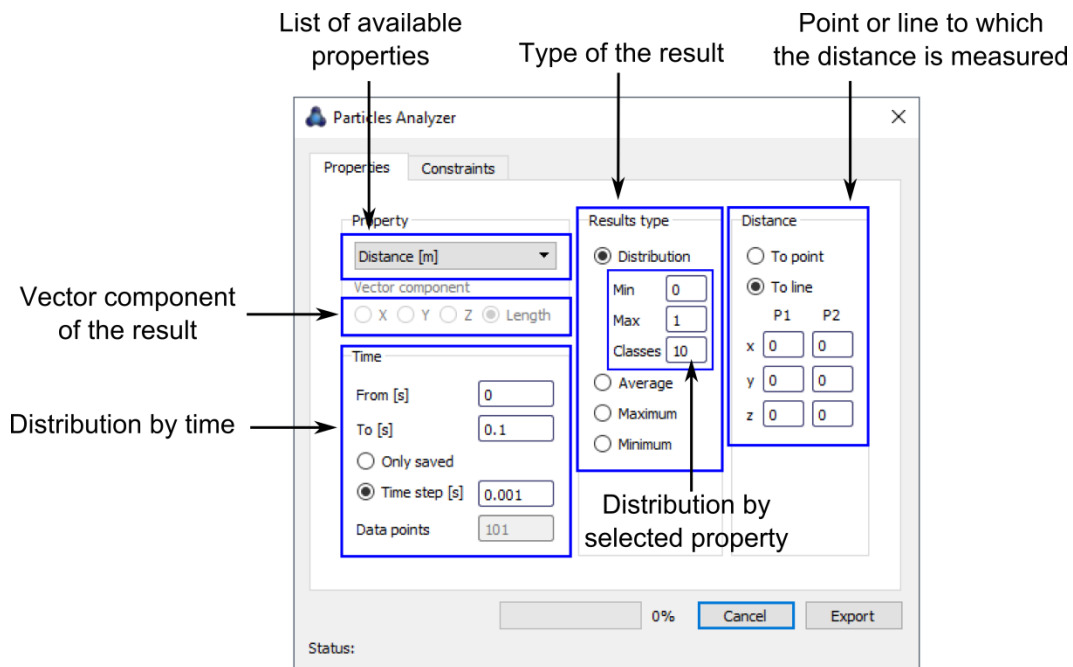 List of available
properties
Type of the result
Point or line to which
the distance is measured
Particles Analyzer
Properties
Constraints
Property
Distance [m]
Vector component
X Y Z Length
Vector component
of the result
Time
From [s] 0
To [s] 0.1
Only saved
Time step [s] 0.001
Data points 101
Distribution by time
Results type
Distribution
Min 0
Max 1
Classes 10
Average
Maximum
Minimum
Distribution by
selected property
Distance
To point
To line
P1 P2
x 0 0
y 0 0
z 0 0
0% Cancel Export
Status: